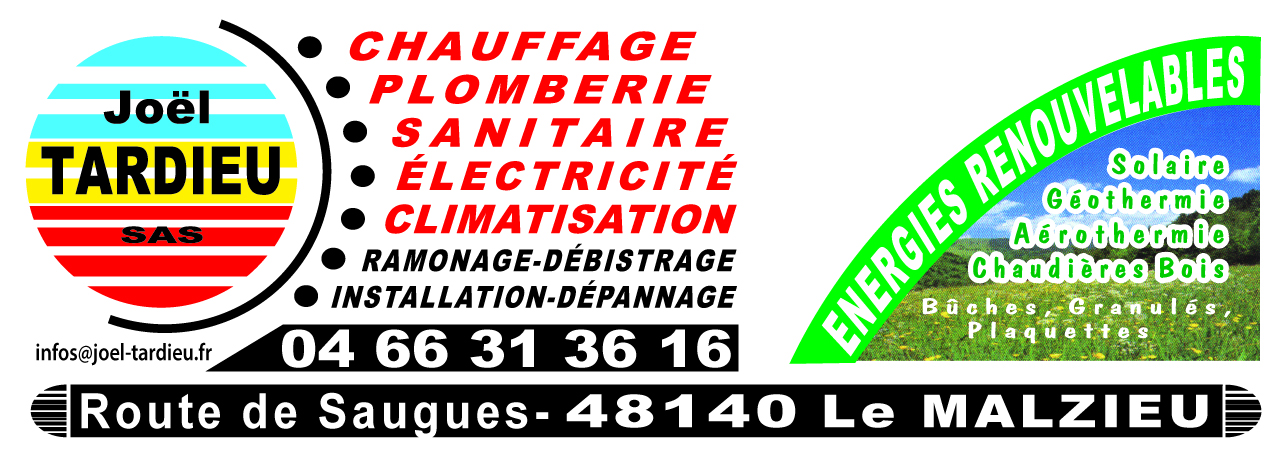 Joël
TARDIEU
SAS
CHAUFFAGE
PLOMBERIE
SANITAIRE
ÉLECTRICITÉ
CLIMATISATION
RAMONAGE-DÉBISTRAGE
INSTALLATION-DÉPANNAGE
infos@joel-tardieu.fr
04 66 31 36 16
ENERGIES RENOUVELABLES
Solaire
Géothermie
Aérothermie
Chaudières Bois
Bûches, Granulés,
Plaquettes
Route de Saugues- 48140 Le MALZIEU